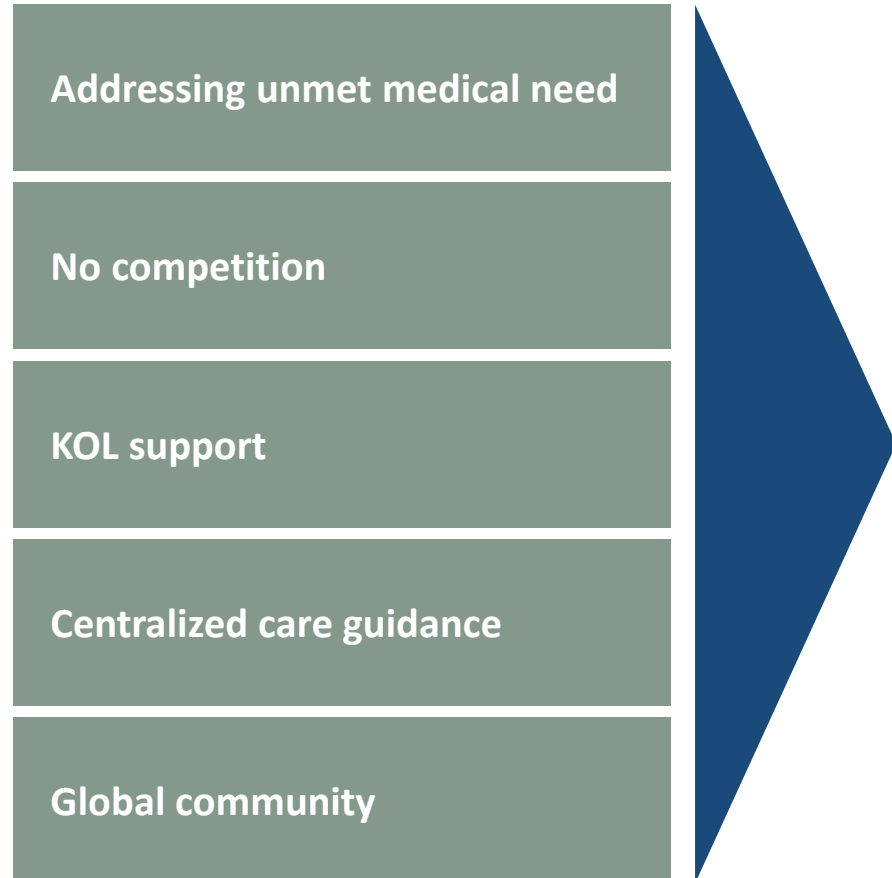 Addressing unmet medical need
No competition
KOL support
Centralized care guidance
Global community